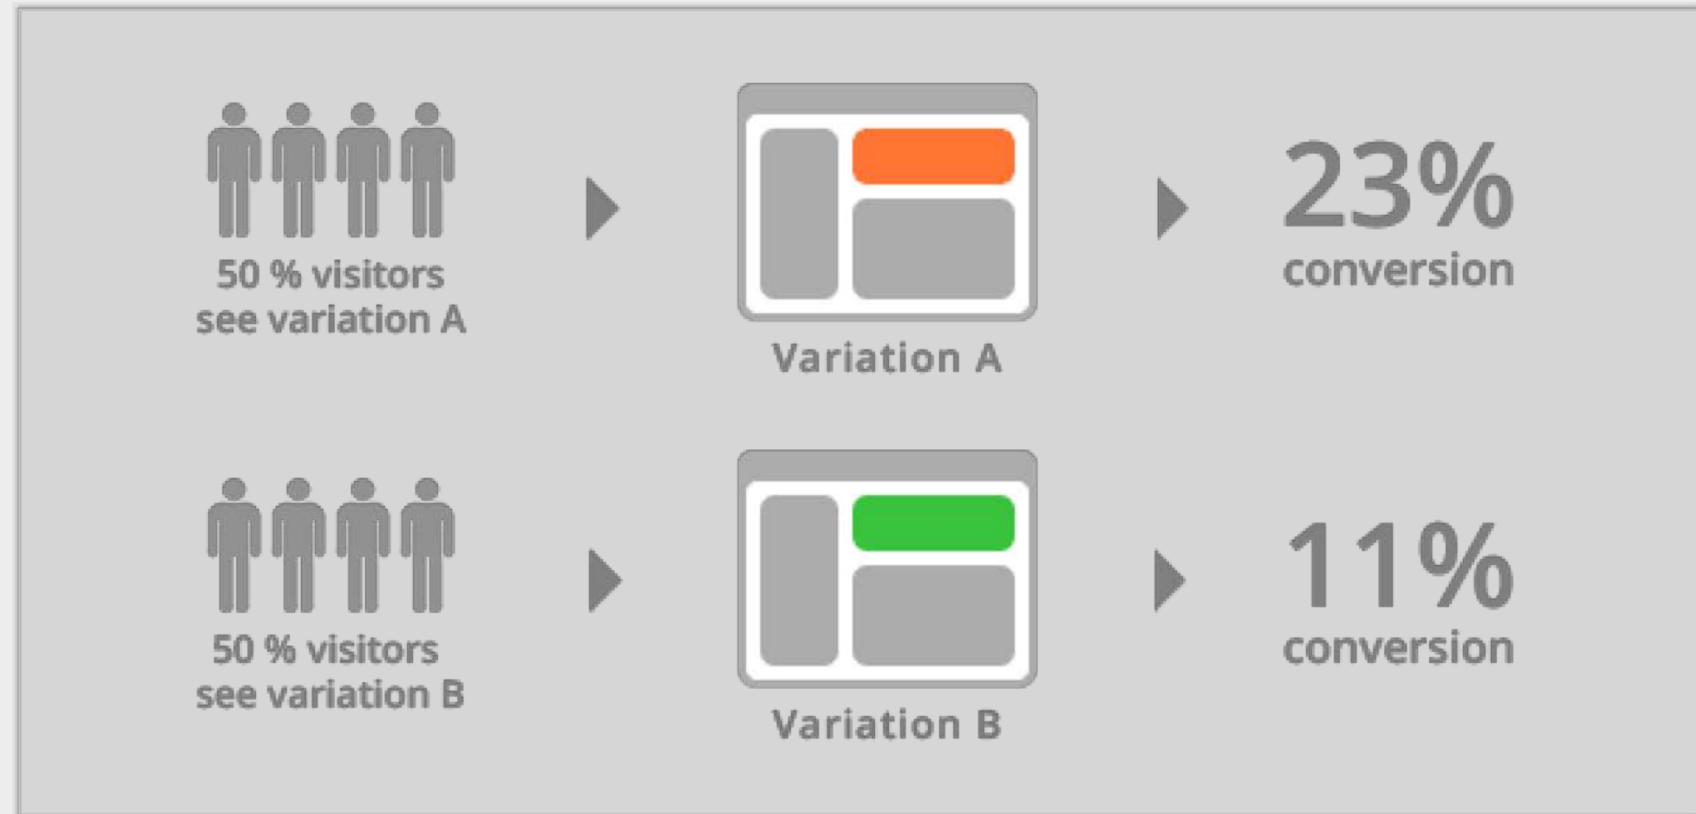 50 % visitors
see variation A
Variation A
23%
conversion
50 % visitors
see variation B
Variation B
11%
conversion